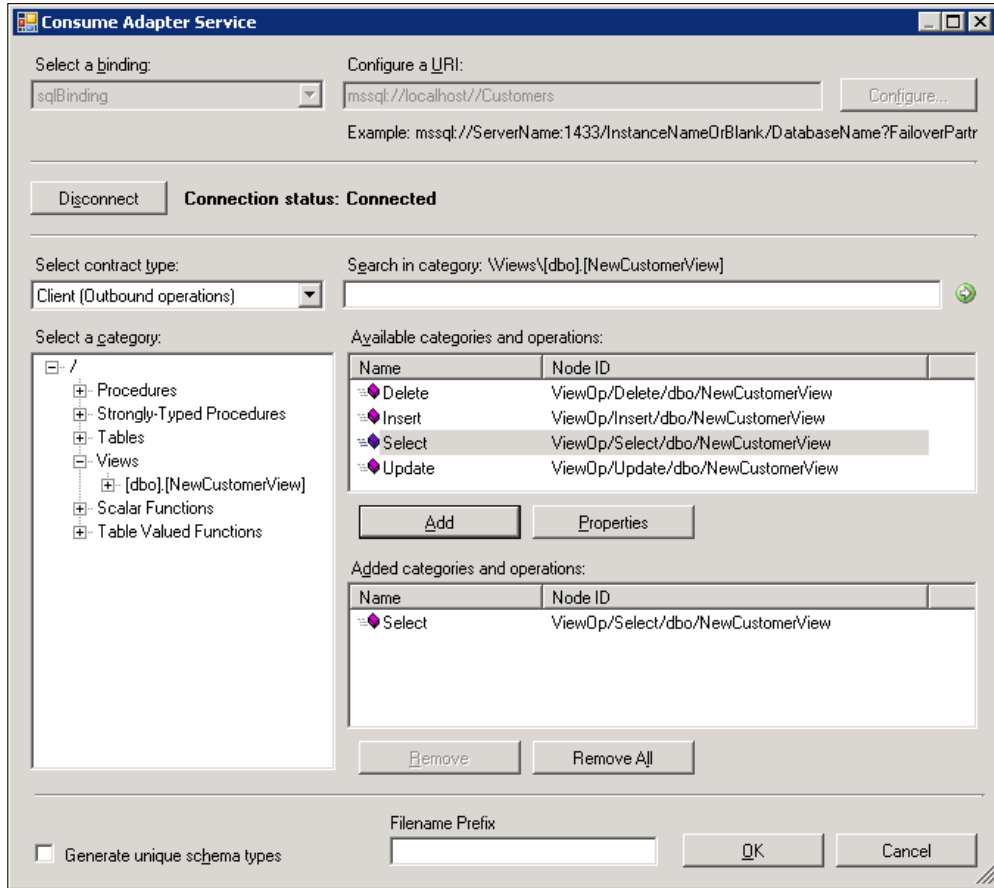 Consume Adapter Service
Select a binding:
Configure a URI:
sqlBinding
mssql://localhost//Customers
Configure...
Example: mssql://ServerName:1433/InstanceNameOrBlank/DatabaseName?FailoverPartr
Disconnect
Connection status: Connected
Select contract type:
Search in category: \Views\[dbo].[NewCustomerView]
Client (Outbound operations)
Select a category:
Available categories and operations:
/
Procedures
Strongly-Typed Procedures
Tables
Views
[dbo].[NewCustomerView]
Scalar Functions
Table Valued Functions
Name Node ID
Delete ViewOp/Delete/dbo/NewCustomerView
Insert ViewOp/Insert/dbo/NewCustomerView
Select ViewOp/Select/dbo/NewCustomerView
Update ViewOp/Update/dbo/NewCustomerView
Add
Properties
Added categories and operations:
Name Node ID
Select ViewOp/Select/dbo/NewCustomerView
Remove
Remove All
Filename Prefix
Generate unique schema types
OK
Cancel